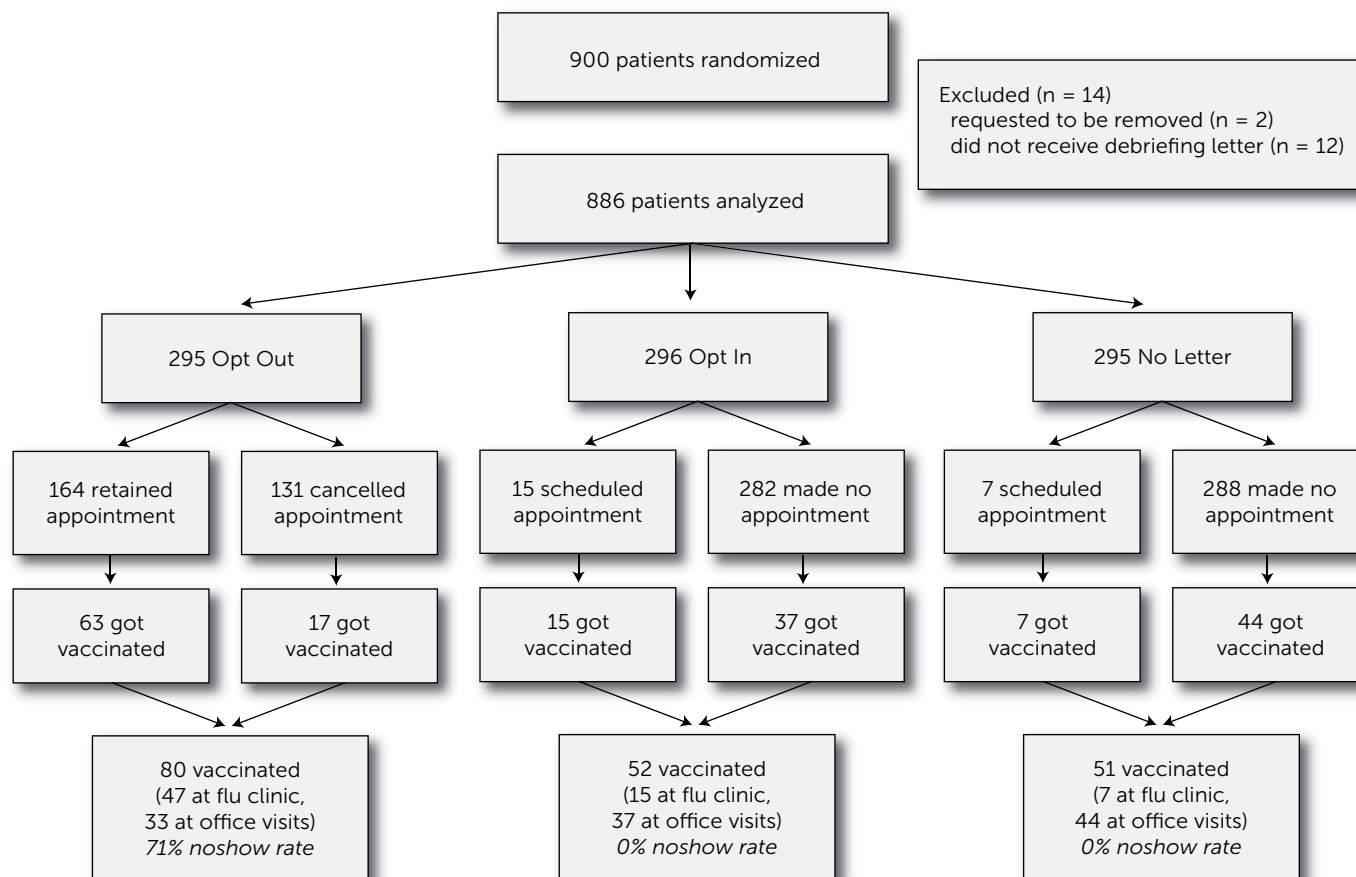 900 patients randomized
Excluded (n = 14)
requested to be removed (n = 2)
did not receive debriefing letter (n = 12)
886 patients analyzed
295 Opt Out
296 Opt In
295 No Letter
164 retained
appointment
131 cancelled
appointment
15 scheduled
appointment
282 made no
appointment
7 scheduled
appointment
288 made no
appointment
63 got
vaccinated
17 got
vaccinated
15 got
vaccinated
37 got
vaccinated
7 got
vaccinated
44 got
vaccinated
80 vaccinated
(47 at flu clinic,
33 at office visits)
71% noshow rate
52 vaccinated
(15 at flu clinic,
37 at office visits)
0% noshow rate
51 vaccinated
(7 at flu clinic,
44 at office visits)
0% noshow rate